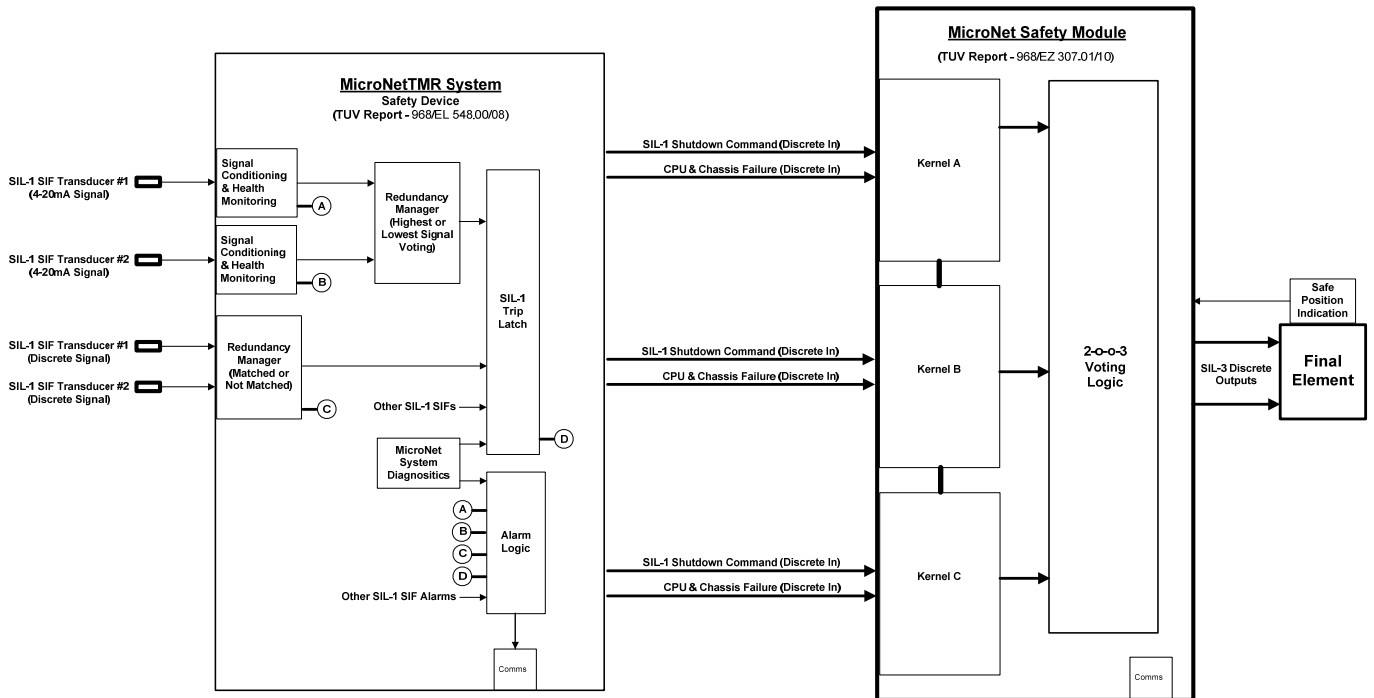 MicroNetTMR System
Safety Device
(TUV Report - 968/EL 548.00/08)
SIL-1 SIF Transducer #1
(4-20mA Signal)
SIL-1 SIF Transducer #2
(4-20mA Signal)
SIL-1 SIF Transducer #1
(Discrete Signal)
SIL-1 SIF Transducer #2
(Discrete Signal)
Signal
Conditioning
& Health
Monitoring
A
Signal
Conditioning
& Health
Monitoring
B
Redundancy
Manager
(Highest or
Lowest Signal
Voting)
Redundancy
Manager
(Matched or
Not Matched)
C
SIL-1
Trip
Latch
Other SIL-1 SIFs
D
MicroNet
System
Diagnositics
A
B
C
D
Alarm
Logic
Other SIL-1 SIF Alarms
Comms
SIL-1 Shutdown Command (Discrete In)
CPU & Chassis Failure (Discrete In)
SIL-1 Shutdown Command (Discrete In)
CPU & Chassis Failure (Discrete In)
SIL-1 Shutdown Command (Discrete In)
CPU & Chassis Failure (Discrete In)
MicroNet Safety Module
(TUV Report - 968/EZ 307.01/10)
Kernel A
Kernel B
Kernel C
2-o-o-3
Voting
Logic
Comms
Safe
Position
Indication
SIL-3 Discrete
Outputs
Final
Element